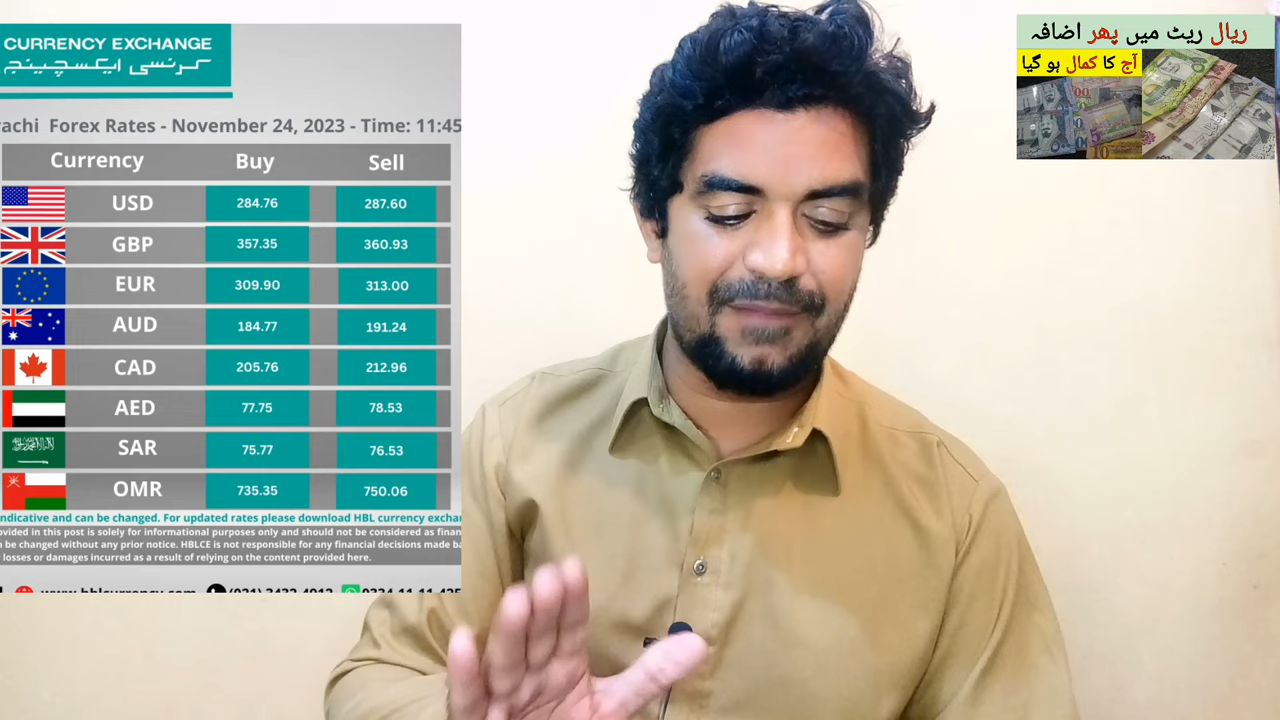 CURRENCY EXCHANGE
کرنسی ایکسچینج
Forex Rates - November 24, 2023 - Time: 11:45
Currency Buy Sell
USD 284.76 287.60
GBP 357.35 360.93
EUR 309.90 313.00
AUD 184.77 191.24
CAD 205.76 212.96
AED 77.75 78.53
SAR 75.77 76.53
OMR 735.35 750.06
and can be changed. For updated rates please download HBL currency
in this post is solely for informational purposes only and should not be considered as
be changed without any prior notice. HBLCE is not responsible for any financial decisions made
losses or damages incurred as a result of relying on the content provided here.
www.hblcurrency.com
ریال ریٹ میں پھر اضافہ
آج کا کمال ہو گیا